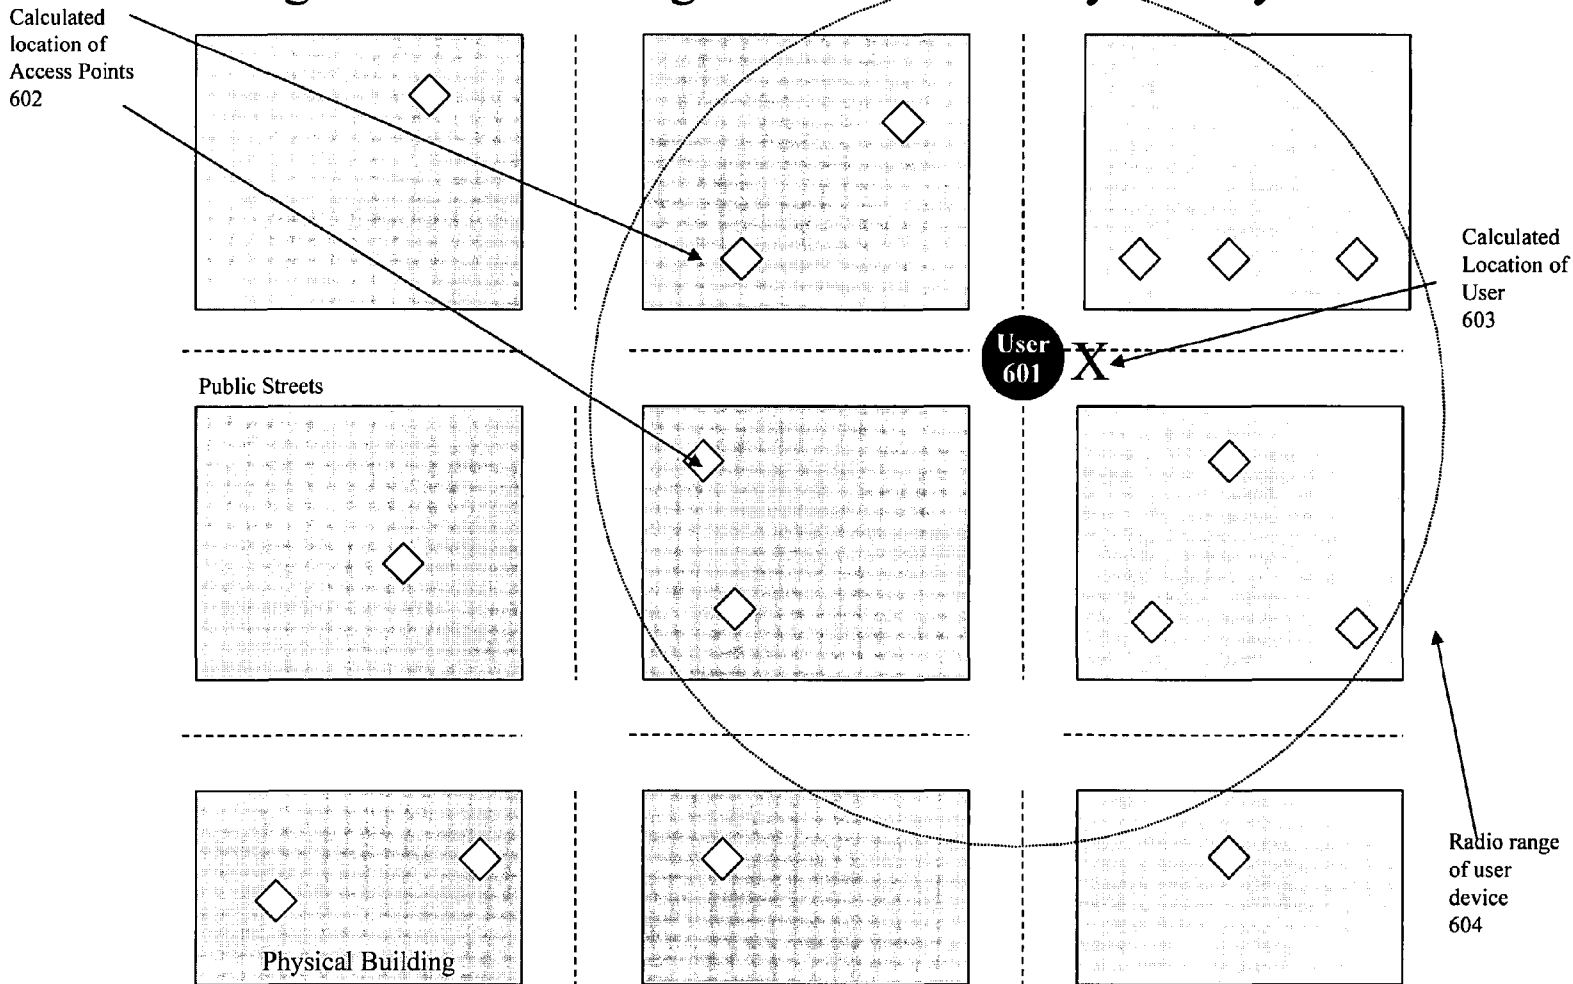 Calculated
location of
Access Points
602
Calculated
Location of
User
603
User
601
X
Public Streets
Radio range
of user
device
604
Physical Building